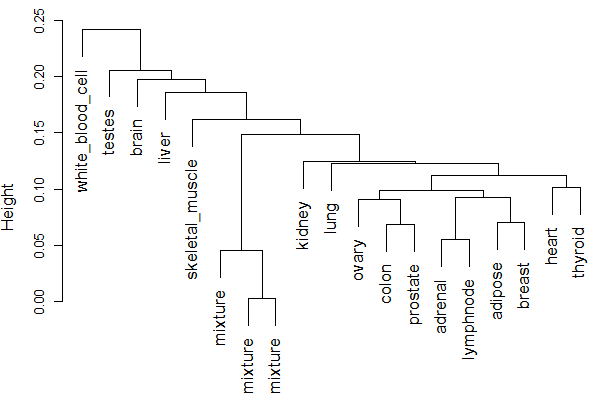 Height
0.25
0.20
0.15
0.10
0.05
0.00
white_blood_cell
testes
brain
liver
skeletal_muscle
mixture
mixture
mixture
kidney
lung
ovary
colon
prostate
adrenal
lymphnode
adipose
breast
heart
thyroid